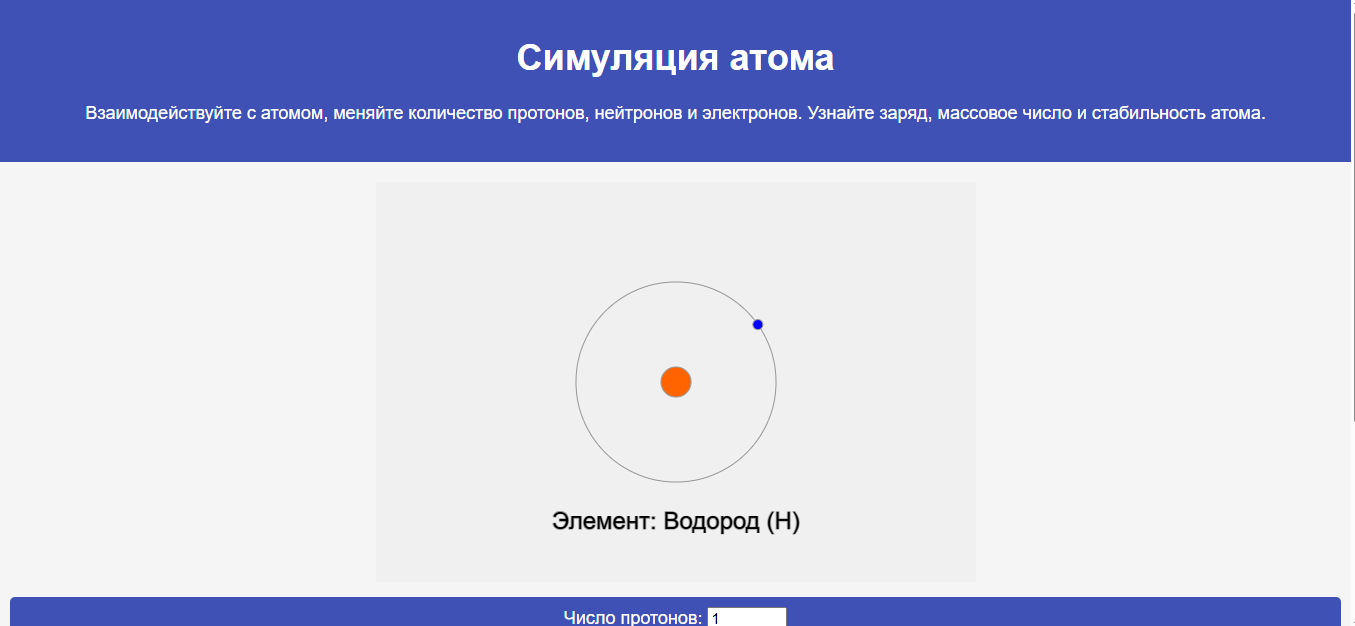 Симуляция атома
Взаимодействуйте с атомом, меняйте количество протонов, нейтронов и электронов. Узнайте заряд, массовое число и стабильность атома.
Элемент: Водород (H)
Число протонов: 1